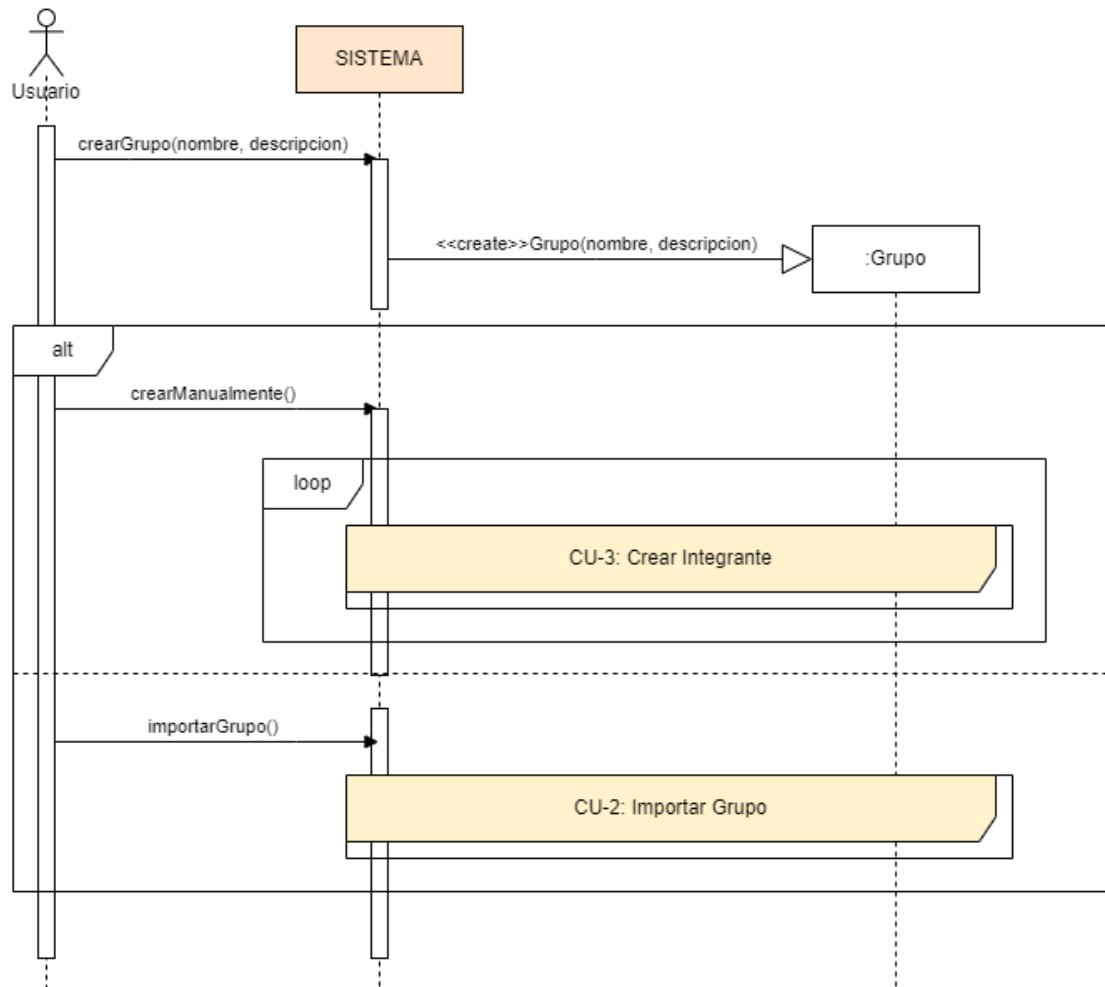 SISTEMA
Usuario
crearGrupo(nombre, descripcion)
<<create>>Grupo(nombre, descripcion)
:Grupo
alt
crearManualmente()
loop
CU-3: Crear Integrante
importarGrupo()
CU-2: Importar Grupo